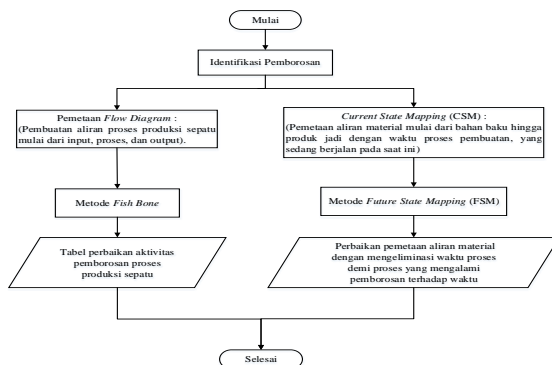 Mulai
Identifikasi Pemborosan
Pemetaan Flow Diagram :
(Pembuatan aliran proses produksi sepatu
mulai dari input, proses, dan output).
Current State Mapping (CSM) :
(Pemetaan aliran material mulai dari bahan baku hingga
produk jadi dengan waktu proses pembuatan, yang
sedang berjalan pada saat ini)
Metode Fish Bone
Metode Future State Mapping (FSM)
Tabel perbaikan aktivitas
pemborosan proses
produksi sepatu
Perbaikan pemetaan aliran material
dengan mengeliminasi waktu proses
demi proses yang mengalami
pemborosan terhadap waktu
Selesai